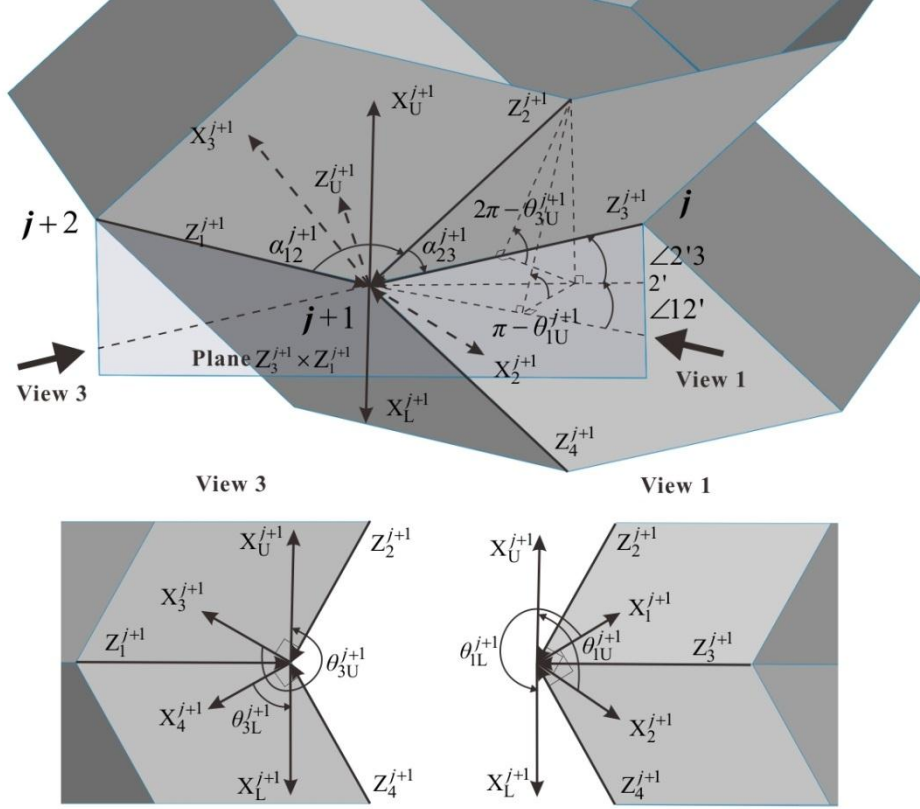 X_U^{j+1}
Z_2^{j+1}
X_3^{j+1}
Z_U^{j+1}
2π−θ_{3U}^{j+1}
Z_3^{j+1}
j
j+2
Z_1^{j+1}
α_{12}^{j+1}
α_{23}^{j+1}
∠2'3
2'
∠12'
j+1
π−θ_{1U}^{j+1}
Plane Z_3^{j+1} × Z_1^{j+1}
X_2^{j+1}
View 3
View 1
X_L^{j+1}
Z_4^{j+1}
View 3
X_U^{j+1}
Z_2^{j+1}
X_3^{j+1}
Z_1^{j+1}
θ_{3U}^{j+1}
X_4^{j+1}
θ_{3L}^{j+1}
X_L^{j+1}
Z_4^{j+1}
View 1
X_U^{j+1}
Z_2^{j+1}
X_1^{j+1}
θ_{1L}^{j+1}
θ_{1U}^{j+1}
Z_3^{j+1}
X_2^{j+1}
X_L^{j+1}
Z_4^{j+1}